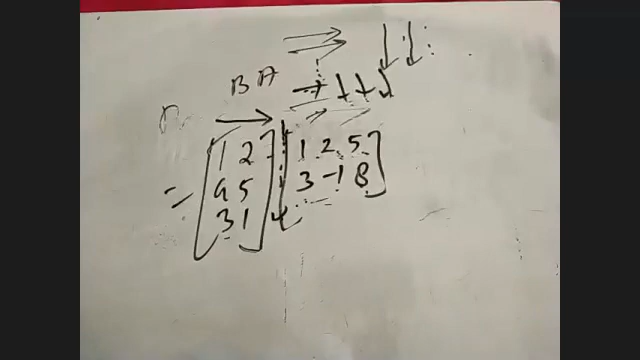 BA
= [1 2] [1 2 5]
[4 5] [3 -1 8]
[3 1]